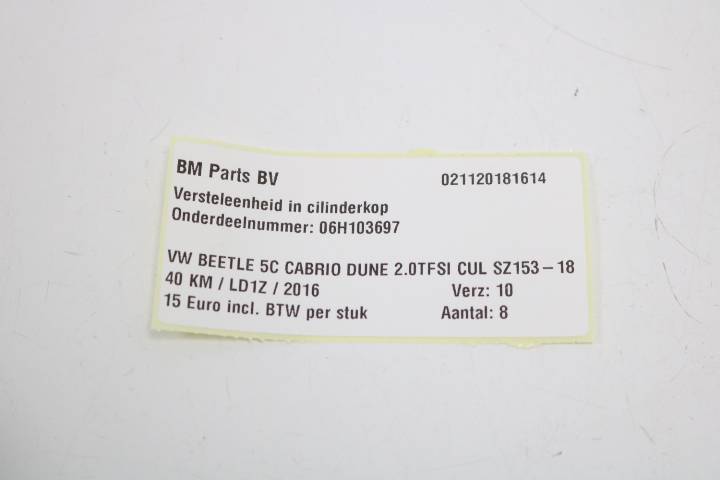 BM Parts BV 021120181614
Versteleenheid in cilinderkop
Onderdeelnummer: 06H103697
VW BEETLE 5C CABRIO DUNE 2.0TFSI CUL SZ153 – 18
40 KM / LD1Z / 2016 Verz: 10
15 Euro incl. BTW per stuk Aantal: 8